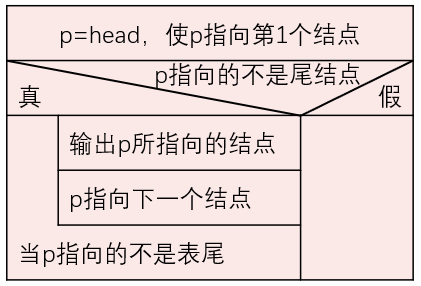 p=head，使p指向第1个结点
p指向的不是尾结点
真
假
输出p所指向的结点
p指向下一个结点
当p指向的不是表尾